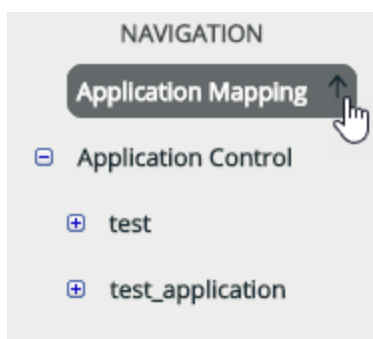 NAVIGATION
Application Mapping
Application Control
test
test_application